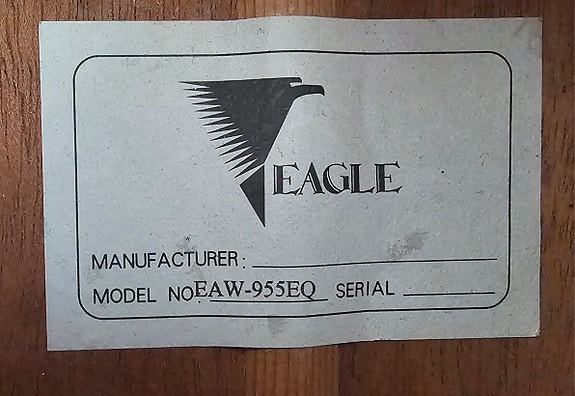 EAGLE
MANUFACTURER:
MODEL NO EAW-955EQ SERIAL